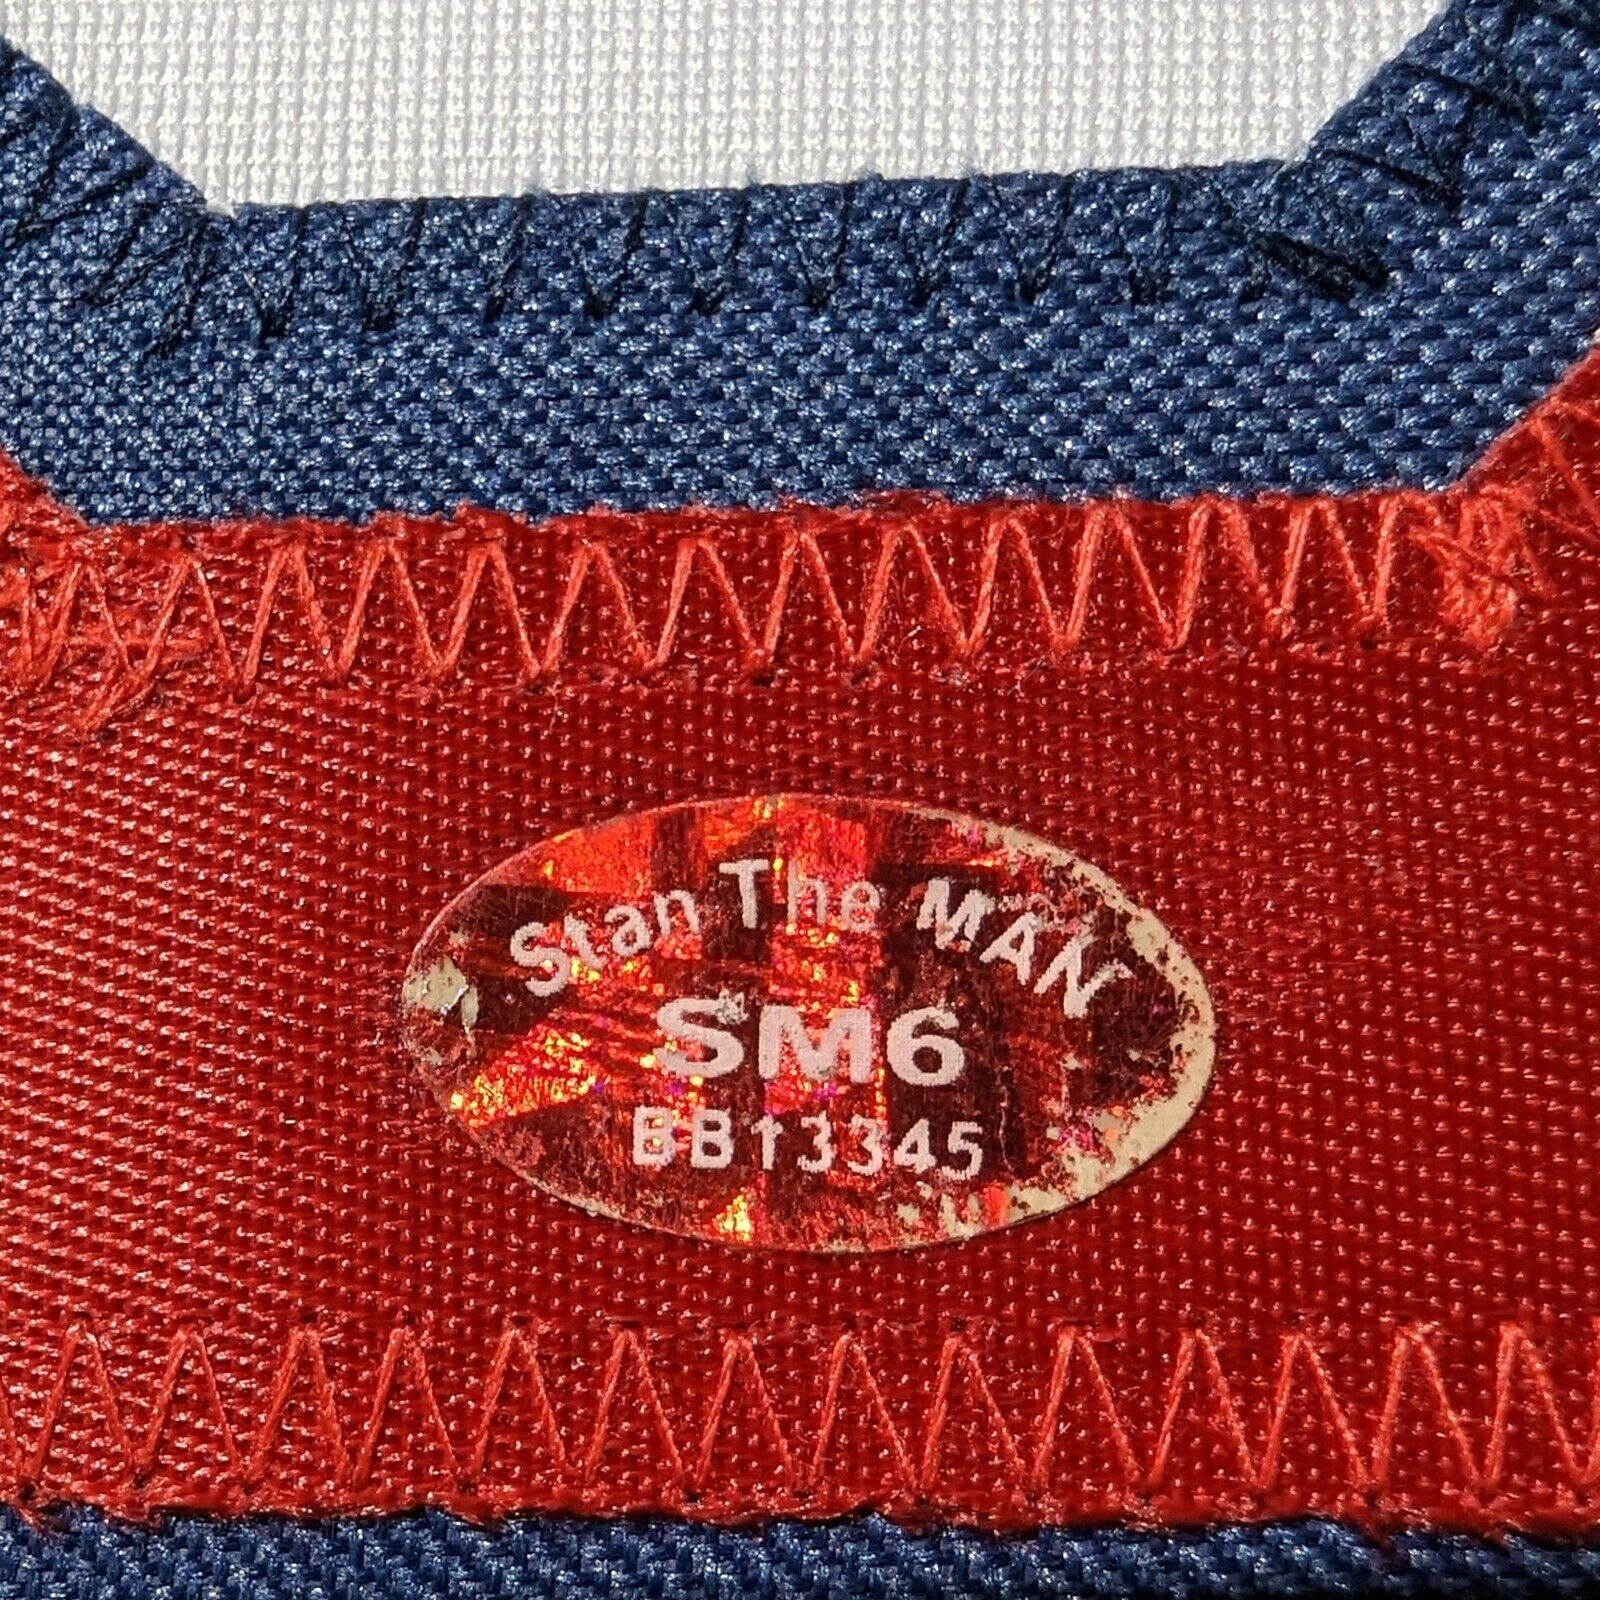 Stan The MAN
SM6
BB13345